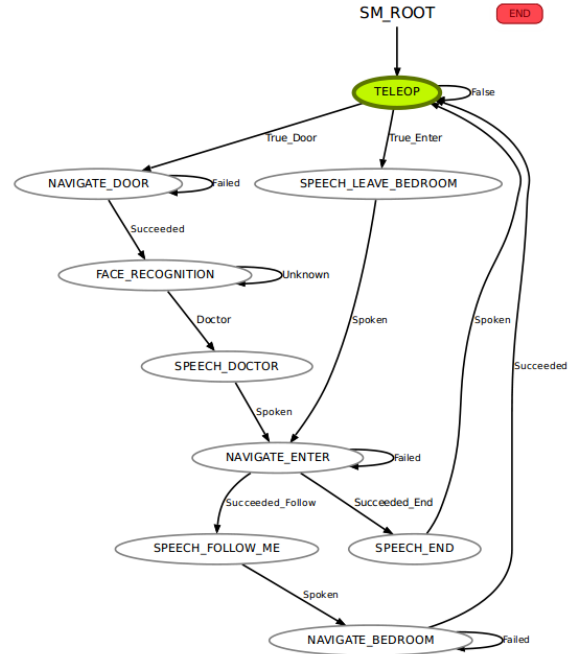 SM_ROOT
END
TELEOP
False
True_Door
True_Enter
NAVIGATE_DOOR
Failed
SPEECH_LEAVE_BEDROOM
Succeeded
FACE_RECOGNITION
Unknown
Doctor
Spoken
Spoken
Succeeded
SPEECH_DOCTOR
Spoken
NAVIGATE_ENTER
Failed
Succeeded_Follow
Succeeded_End
SPEECH_FOLLOW_ME
SPEECH_END
Spoken
NAVIGATE_BEDROOM
Failed